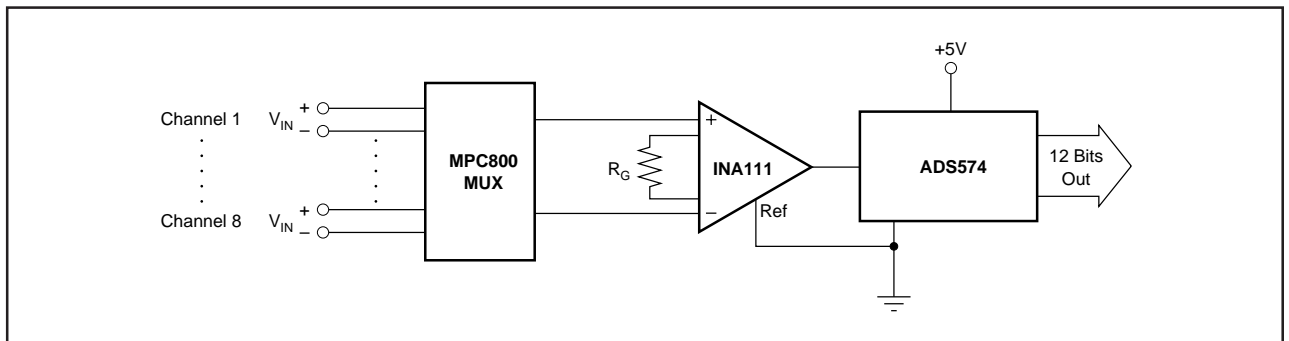 +5V
Channel 1 V_IN + −
MPC800
MUX
R_G
+
−
INA111
Ref
ADS574
12 Bits
Out
Channel 8 V_IN + −